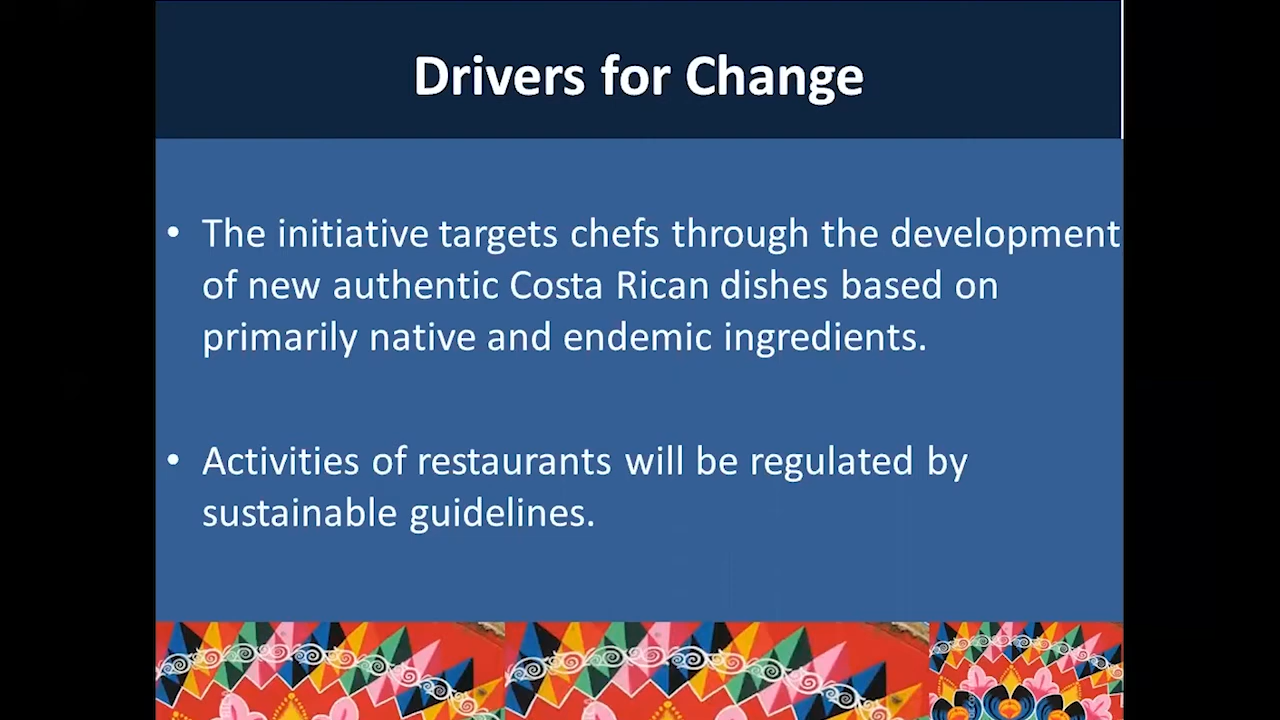 Drivers for Change
• The initiative targets chefs through the development
of new authentic Costa Rican dishes based on
primarily native and endemic ingredients.
• Activities of restaurants will be regulated by
sustainable guidelines.